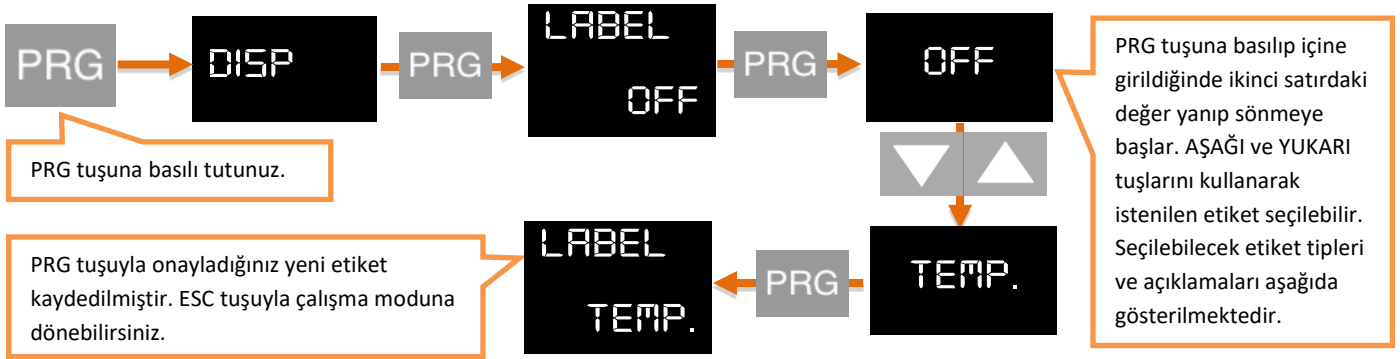 PRG
DISP
PRG
LABEL
OFF
PRG
OFF
PRG tuşuna basılıp içine
girildiğinde ikinci satırdaki
değer yanıp sönmeye
başlar. AŞAĞI ve YUKARI
tuşlarını kullanarak
istenilen etiket seçilebilir.
Seçilebilecek etiket tipleri
ve açıklamaları aşağıda
gösterilmektedir.
PRG tuşuna basılı tutunuz.
TEMP.
PRG
LABEL
TEMP.
PRG tuşuyla onayladığınız yeni etiket
kaydedilmiştir. ESC tuşuyla çalışma moduna
dönebilirsiniz.